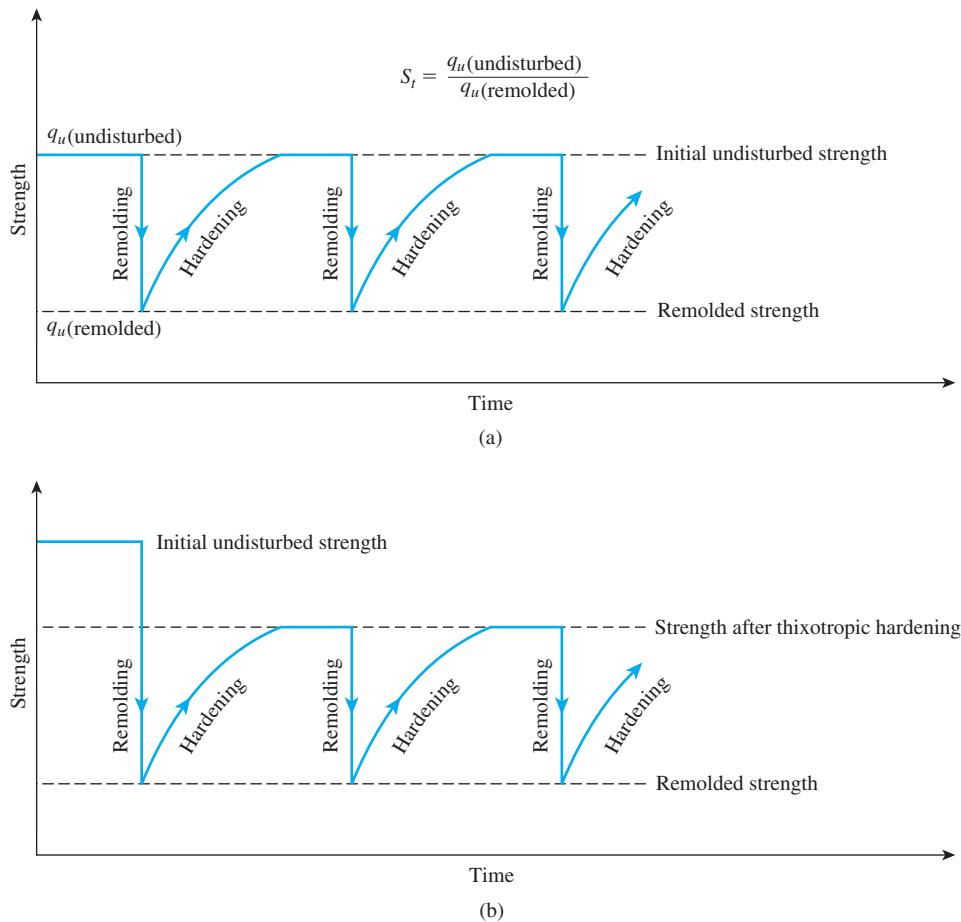 S_t = q_u(undisturbed) / q_u(remolded)
q_u(undisturbed)
Initial undisturbed strength
Strength
Remolding
Hardening
Remolding
Hardening
Remolding
Hardening
q_u(remolded)
Remolded strength
Time
(a)
Initial undisturbed strength
Strength after thixotropic hardening
Strength
Remolding
Hardening
Remolding
Hardening
Remolding
Hardening
Remolded strength
Time
(b)